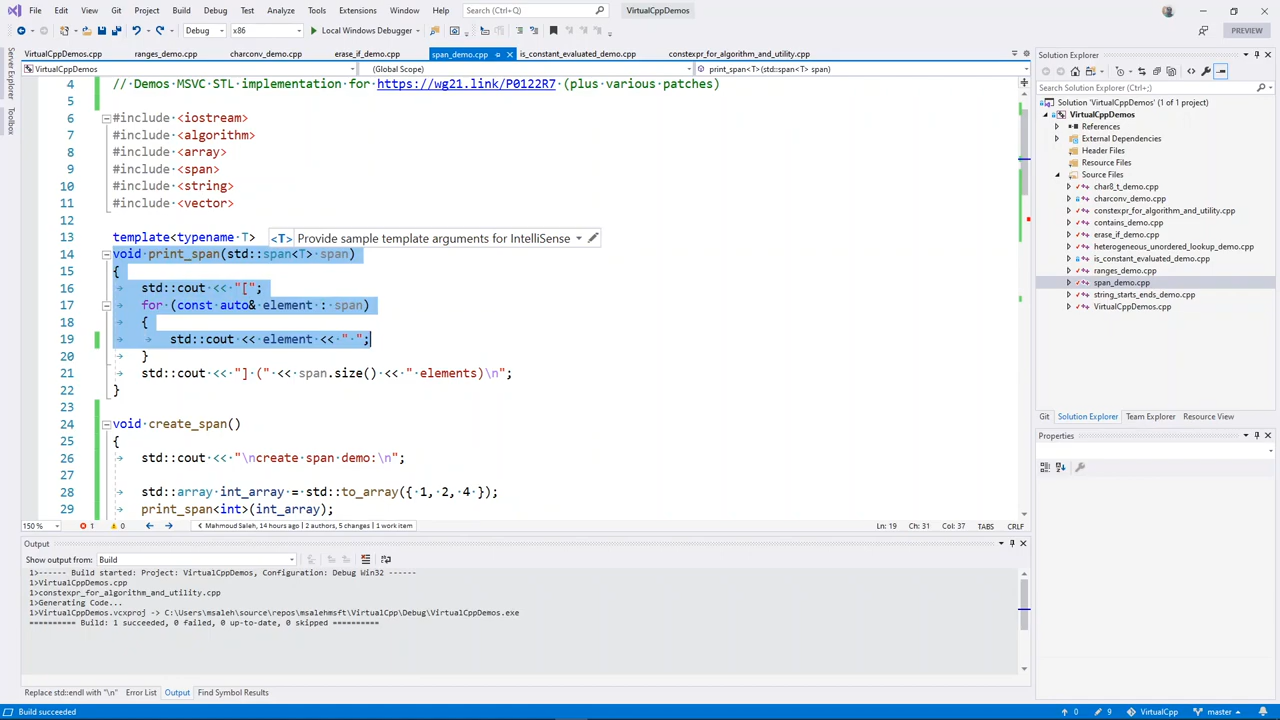 File Edit View Git Project Build Debug Test Analyze Tools Extensions Window Help Search (Ctrl+Q) VirtualCppDemos
Debug x86 Local Windows Debugger PREVIEW
VirtualCppDemos.cpp ranges_demo.cpp charconv_demo.cpp erase_if_demo.cpp span_demo.cpp is_constant_evaluated_demo.cpp constexpr_for_algorithm_and_utility.cpp
VirtualCppDemos (Global Scope) print_span<T>(std::span<T> span)
Server Explorer
Toolbox
4 // Demos MSVC STL implementation for https://wg21.link/P0122R7 (plus various patches)
5
6 #include <iostream>
7 #include <algorithm>
8 #include <array>
9 #include <span>
10 #include <string>
11 #include <vector>
12
13 template<typename T> <T> Provide sample template arguments for IntelliSense
14 void print_span(std::span<T> span)
15 {
16 std::cout << "[";
17 for (const auto& element : span)
18 {
19 std::cout << element << " ";
20 }
21 std::cout << "] (" << span.size() << " elements)\n";
22 }
23
24 void create_span()
25 {
26 std::cout << "\ncreate span demo:\n";
27
28 std::array int_array = std::to_array({ 1, 2, 4 });
29 print_span<int>(int_array);
150 % 1 0 Mahmoud Saleh, 14 hours ago | 2 authors, 5 changes | 1 work item Ln: 19 Ch: 31 Col: 37 TABS CRLF
Output
Show output from: Build
1>------ Build started: Project: VirtualCppDemos, Configuration: Debug Win32 ------
1>VirtualCppDemos.cpp
1>constexpr_for_algorithm_and_utility.cpp
1>Generating Code...
1>VirtualCppDemos.vcxproj -> C:\Users\msaleh\source\repos\msalehmsft\VirtualCpp\Debug\VirtualCppDemos.exe
========== Build: 1 succeeded, 0 failed, 0 up-to-date, 0 skipped ==========
Replace std::endl with "\n" Error List Output Find Symbol Results
Solution Explorer
Search Solution Explorer (Ctrl+;)
Solution 'VirtualCppDemos' (1 of 1 project)
VirtualCppDemos
References
External Dependencies
Header Files
Resource Files
Source Files
char8_t_demo.cpp
charconv_demo.cpp
constexpr_for_algorithm_and_utility.cpp
contains_demo.cpp
erase_if_demo.cpp
heterogeneous_unordered_lookup_demo.cpp
is_constant_evaluated_demo.cpp
ranges_demo.cpp
span_demo.cpp
string_starts_ends_demo.cpp
VirtualCppDemos.cpp
Git Solution Explorer Team Explorer Resource View
Properties
Build succeeded 0 9 VirtualCpp master